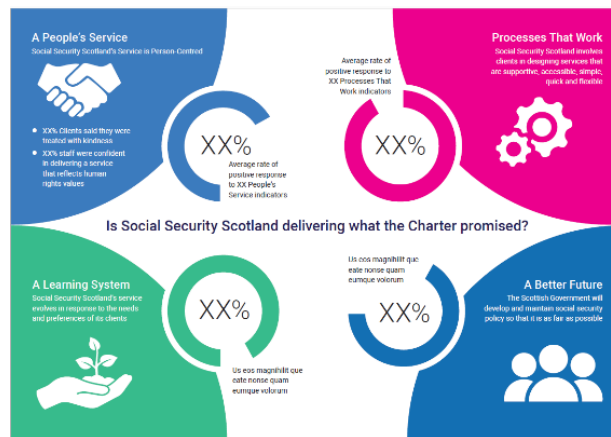 A People's Service
Social Security Scotland's Service is Person-Centred
XX% Clients said they were
treated with kindness
XX% staff were confident
in delivering a service
that reflects human
rights values
XX%
Average rate of
positive response
to XX People's
Service indicators
Processes That Work
Social Security Scotland involves
clients in designing services that
are supportive, accessible, simple,
quick and flexible
Average rate of
positive response to
XX Processes That
Work indicators
XX%
Is Social Security Scotland delivering what the Charter promised?
A Learning System
Social Security Scotland's service
evolves in response to the needs
and preferences of its clients
XX%
Us eos magnihilit que
eate nonse quam
eumque volorum
Us eos magnihilit que
eate nonse quam
eumque volorum
XX%
A Better Future
The Scottish Government will
develop and maintain social security
policy so that it is as fair as possible